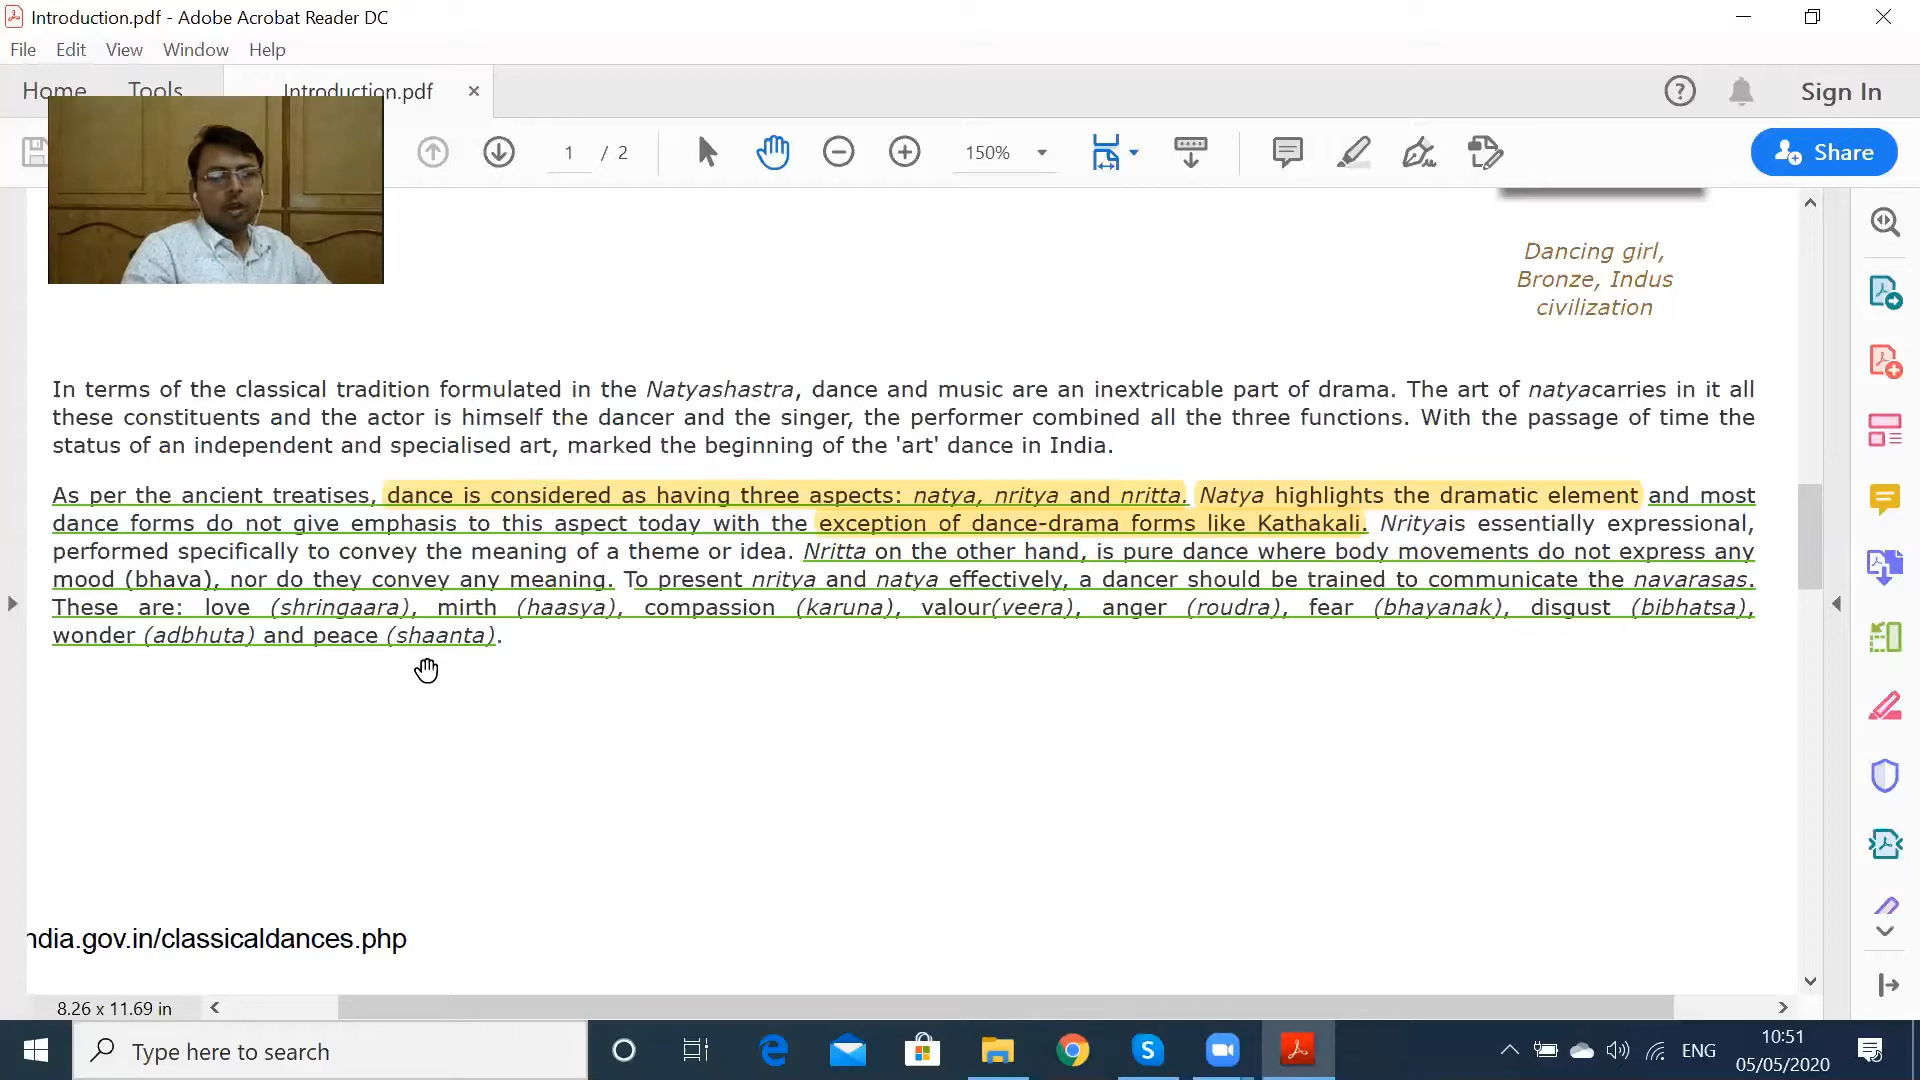 Introduction.pdf - Adobe Acrobat Reader DC
File Edit View Window Help
Home Tools Introduction.pdf × Sign In
1 / 2 150% Share
Dancing girl,
Bronze, Indus
civilization
In terms of the classical tradition formulated in the Natyashastra, dance and music are an inextricable part of drama. The art of natyacarries in it all
these constituents and the actor is himself the dancer and the singer, the performer combined all the three functions. With the passage of time the
status of an independent and specialised art, marked the beginning of the 'art' dance in India.
As per the ancient treatises, dance is considered as having three aspects: natya, nritya and nritta. Natya highlights the dramatic element and most
dance forms do not give emphasis to this aspect today with the exception of dance-drama forms like Kathakali. Nrityais essentially expressional,
performed specifically to convey the meaning of a theme or idea. Nritta on the other hand, is pure dance where body movements do not express any
mood (bhava), nor do they convey any meaning. To present nritya and natya effectively, a dancer should be trained to communicate the navarasas.
These are: love (shringaara), mirth (haasya), compassion (karuna), valour(veera), anger (roudra), fear (bhayanak), disgust (bibhatsa),
wonder (adbhuta) and peace (shaanta).
ndia.gov.in/classicaldances.php
8.26 x 11.69 in
Type here to search
ENG
10:51
05/05/2020